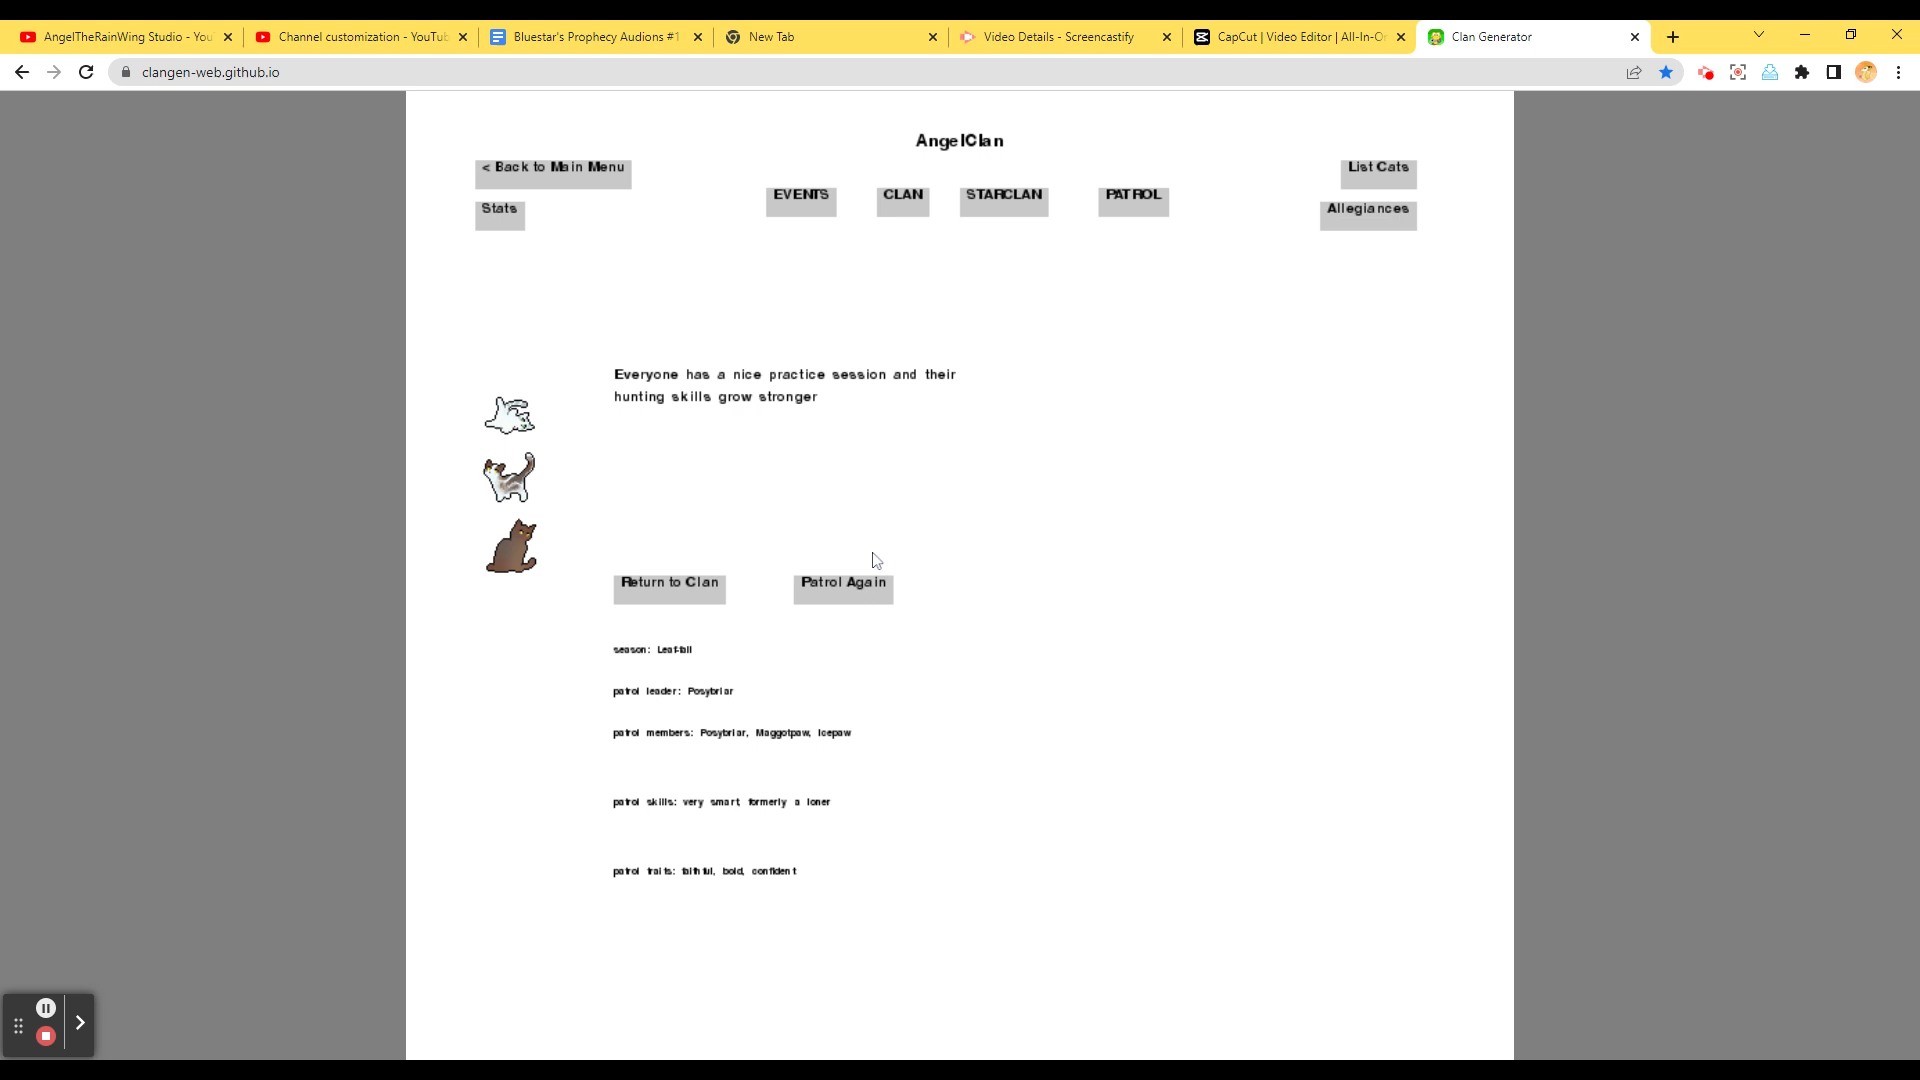 AngelTheRainWing Studio - You
Channel customization - YouTub
Bluestar's Prophecy Audions #1
New Tab
Video Details - Screencastify
CapCut | Video Editor | All-In-On
Clan Generator
clangen-web.github.io
AngelClan
< Back to Main Menu
List Cats
EVENTS
CLAN
STARCLAN
PATROL
Stats
Allegiances
Everyone has a nice practice session and their
hunting skills grow stronger
Return to Clan
Patrol Again
season: Leaf-fall
patrol leader: Posybriar
patrol members: Posybriar, Maggotpaw, Icepaw
patrol skills: very smart, formerly a loner
patrol traits: faithful, bold, confident